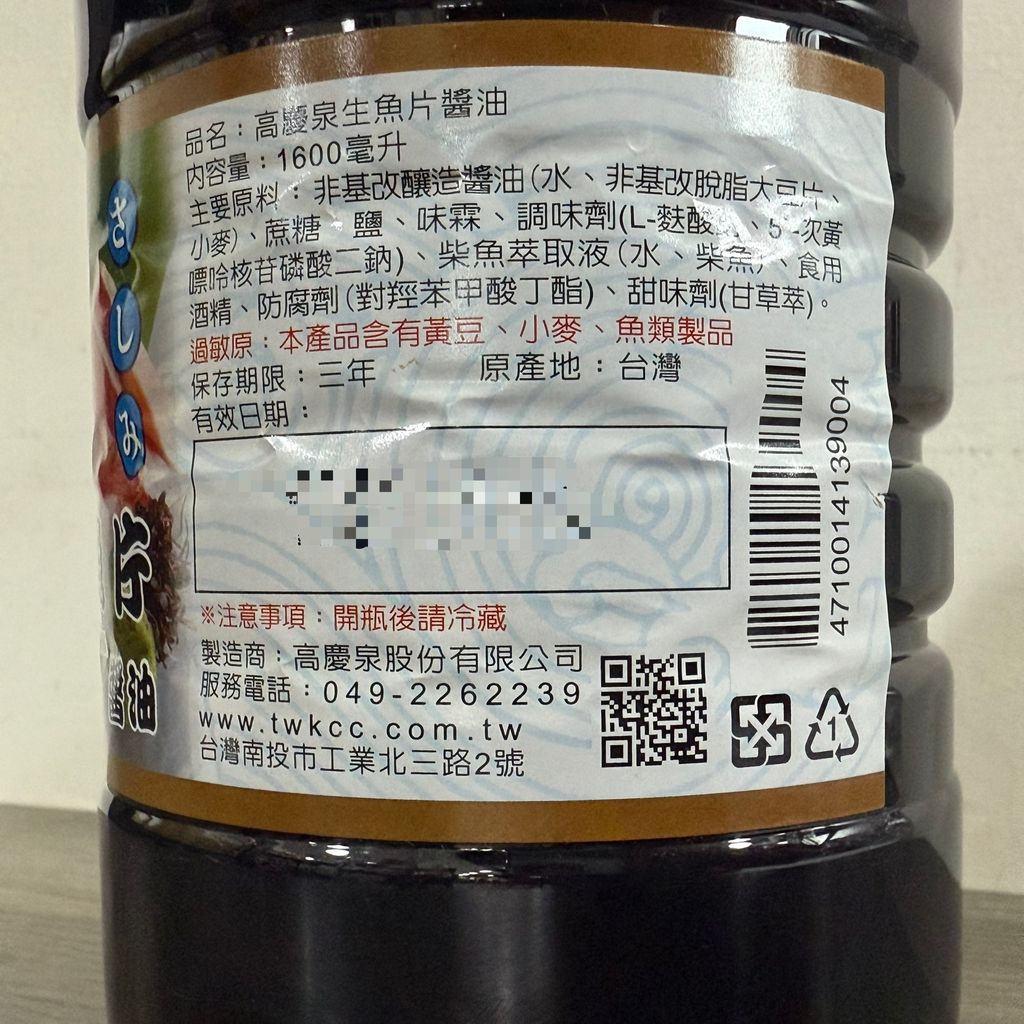 品名：高慶泉生魚片醬油
內容量：1600毫升
主要原料：非基改釀造醬油(水、非基改脫脂大豆片、
小麥)、蔗糖、鹽、味霖、調味劑(L-麩酸、5-次黃
嘌呤核苷磷酸二鈉)、柴魚萃取液(水、柴魚)、食用
酒精、防腐劑(對羥苯甲酸丁酯)、甜味劑(甘草萃)。
過敏原：本產品含有黃豆、小麥、魚類製品
保存期限：三年 原產地：台灣
有效日期：
※注意事項：開瓶後請冷藏
製造商：高慶泉股份有限公司
服務電話：049-2262239
www.twkcc.com.tw
台灣南投市工業北三路2號
4710014139004
1
さしみ
片
醬油